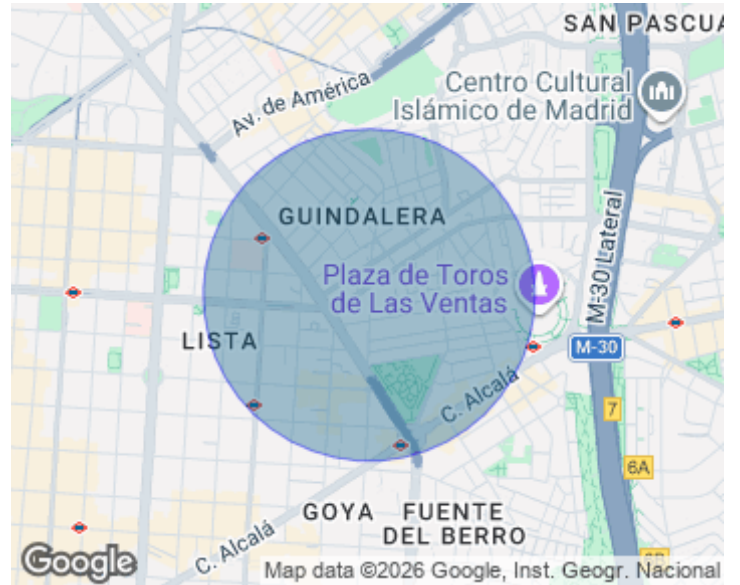 SAN PASCUA
Centro Cultural
Islámico de Madrid
Av. de América
GUINDALERA
M-30 Lateral
Plaza de Toros
de Las Ventas
LISTA
M-30
C. Alcalá
7
6A
GOYA
FUENTE
DEL BERRO
C. Alcalá
Google
Map data ©2026 Google, Inst. Geogr. Nacional